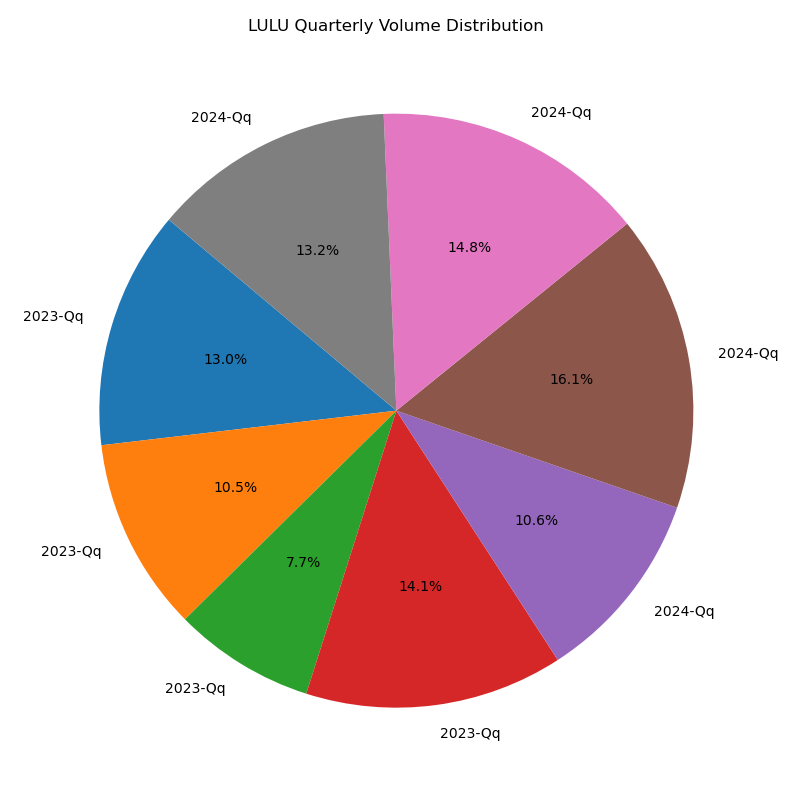 LULU Quarterly Volume Distribution
2024-Qq
2024-Qq
14.8%
13.2%
2023-Qq
2024-Qq
13.0%
16.1%
10.5%
10.6%
2023-Qq
7.7%
14.1%
2024-Qq
2023-Qq
2023-Qq